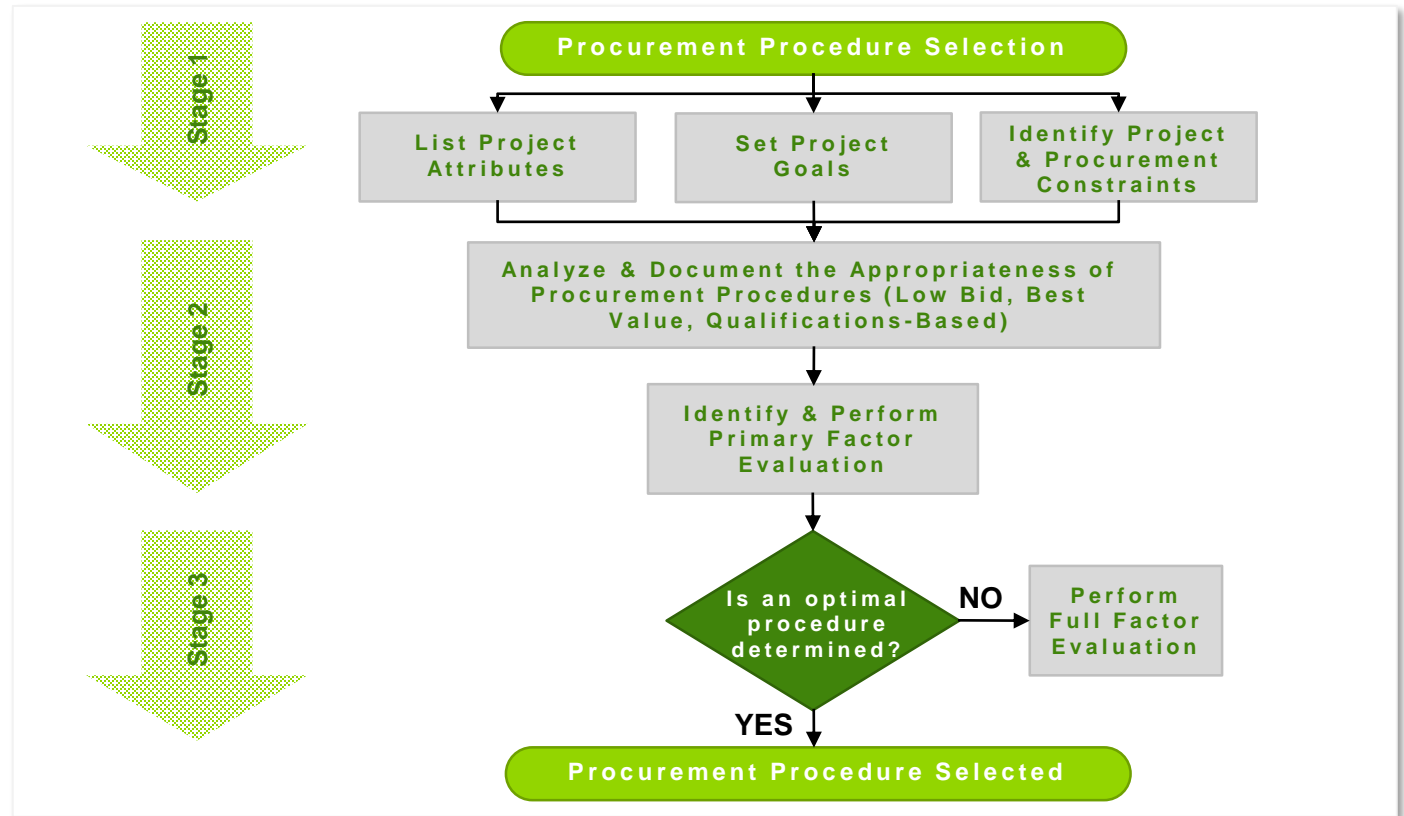 Procurement Procedure Selection
Stage 1
List Project
Attributes
Set Project
Goals
Identify Project
& Procurement
Constraints
Stage 2
Analyze & Document the Appropriateness of
Procurement Procedures (Low Bid, Best
Value, Qualifications-Based)
Identify & Perform
Primary Factor
Evaluation
Stage 3
Is an optimal
procedure
determined?
NO
Perform
Full Factor
Evaluation
YES
Procurement Procedure Selected